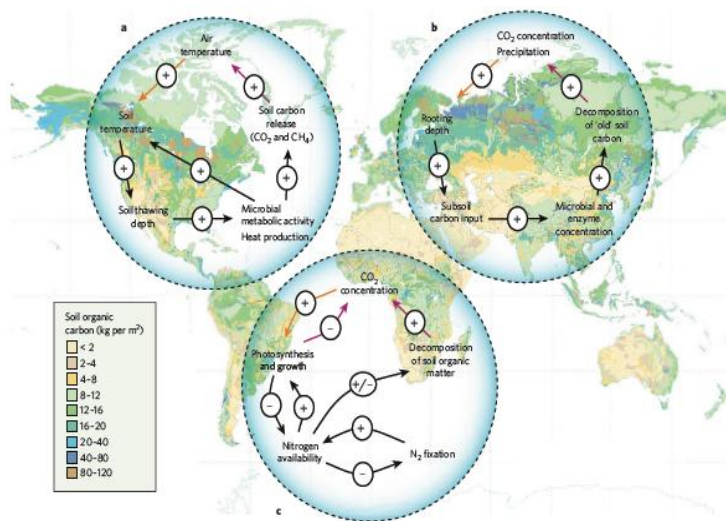 a
Air
temperature
+
+
Soil
temperature
Soil carbon
release
(CO₂ and CH₄)
+
+
+
Soil thawing
depth
+
Microbial
metabolic activity
Heat production
b
CO₂ concentration
Precipitation
+
+
Rooting
depth
Decomposition
of 'old' soil
carbon
+
+
Subsoil
carbon input
+
Microbial and
enzyme
concentration
CO₂
concentration
+
−
+
Photosynthesis
and growth
Decomposition
of soil organic
matter
−
+
+/−
+
Nitrogen
availability
−
N₂ fixation
c
Soil organic
carbon (kg per m²)
< 2
2–4
4–8
8–12
12–16
16–20
20–40
40–80
80–120